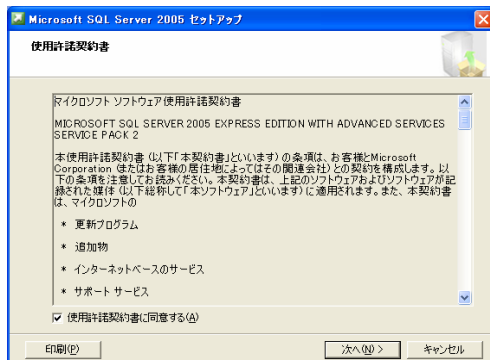 Microsoft SQL Server 2005 セットアップ
使用許諾契約書
マイクロソフト ソフトウェア使用許諾契約書
MICROSOFT SQL SERVER 2005 EXPRESS EDITION WITH ADVANCED SERVICES
SERVICE PACK 2
本使用許諾契約書 (以下「本契約書」といいます) の条項は、お客様とMicrosoft
Corporation (またはお客様の居住地によってはその関連会社) との契約を構成します。以
下の条項を注意してお読みください。本契約書は、上記のソフトウェアおよびソフトウェアが記
録された媒体 (以下総称して「本ソフトウェア」といいます) に適用されます。また、本契約書
は、マイクロソフトの
* 更新プログラム
* 追加物
* インターネットベースのサービス
* サポート サービス
使用許諾契約書に同意する(A)
印刷(P)
次へ(N) >
キャンセル